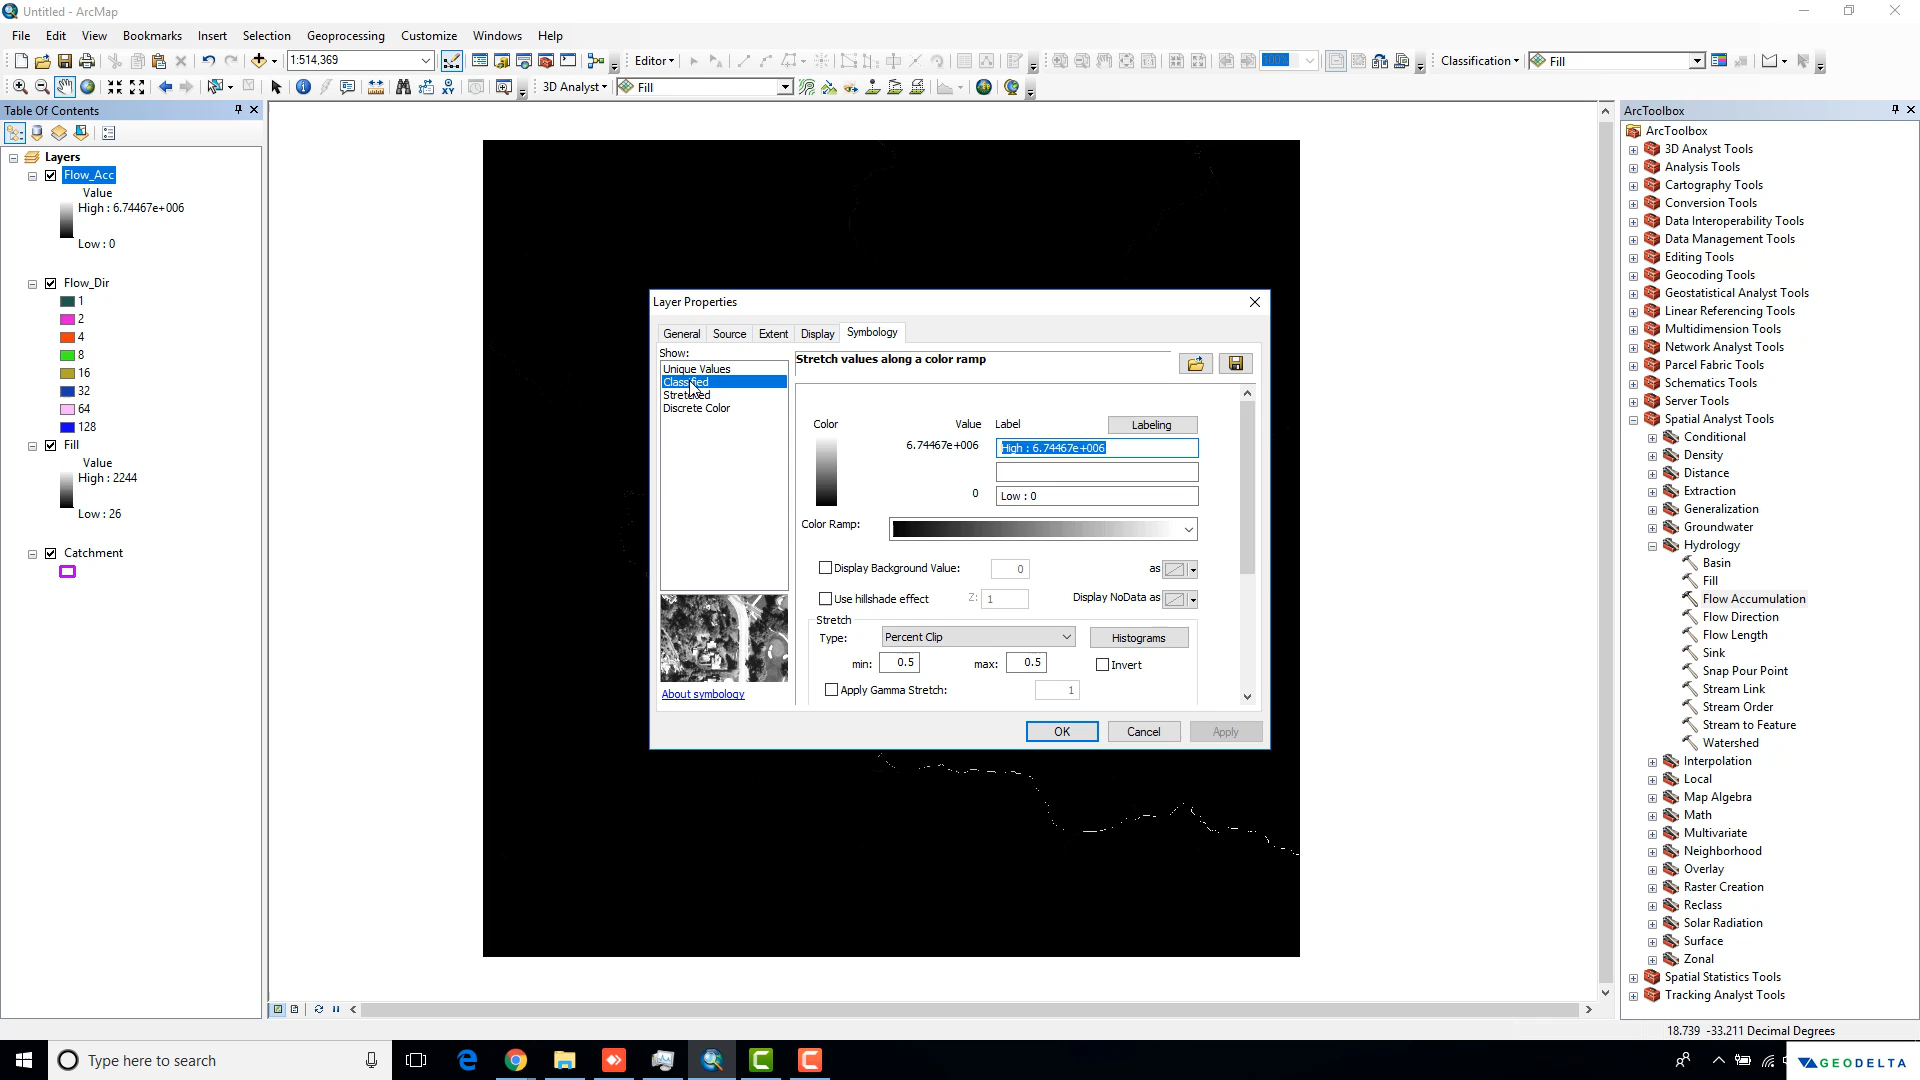 Untitled - ArcMap
File Edit View Bookmarks Insert Selection Geoprocessing Customize Windows Help
1:514,369 Editor 100% Classification Fill
3D Analyst Fill
Table Of Contents
Layers
Flow_Acc
Value
High : 6.74467e+006
Low : 0
Flow_Dir
1
2
4
8
16
32
64
128
Fill
Value
High : 2244
Low : 26
Catchment
Layer Properties
General Source Extent Display Symbology
Show:
Unique Values
Classified
Stretched
Discrete Color
About symbology
Stretch values along a color ramp
Color Value Label Labeling
6.74467e+006 High : 6.74467e+006
0 Low : 0
Color Ramp:
Display Background Value: 0 as
Use hillshade effect Z: 1 Display NoData as
Stretch
Type: Percent Clip Histograms
min: 0.5 max: 0.5 Invert
Apply Gamma Stretch: 1
OK Cancel Apply
ArcToolbox
ArcToolbox
3D Analyst Tools
Analysis Tools
Cartography Tools
Conversion Tools
Data Interoperability Tools
Data Management Tools
Editing Tools
Geocoding Tools
Geostatistical Analyst Tools
Linear Referencing Tools
Multidimension Tools
Network Analyst Tools
Parcel Fabric Tools
Schematics Tools
Server Tools
Spatial Analyst Tools
Conditional
Density
Distance
Extraction
Generalization
Groundwater
Hydrology
Basin
Fill
Flow Accumulation
Flow Direction
Flow Length
Sink
Snap Pour Point
Stream Link
Stream Order
Stream to Feature
Watershed
Interpolation
Local
Map Algebra
Math
Multivariate
Neighborhood
Overlay
Raster Creation
Reclass
Solar Radiation
Surface
Zonal
Spatial Statistics Tools
Tracking Analyst Tools
18.739 -33.211 Decimal Degrees
Type here to search
GEODELTA